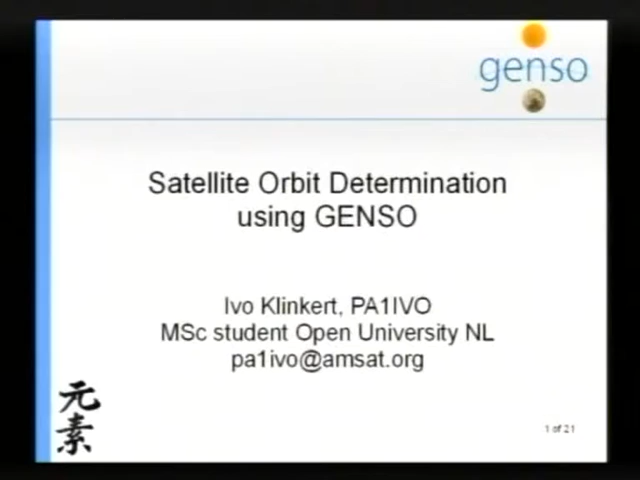 genso
Satellite Orbit Determination
using GENSO
Ivo Klinkert, PA1IVO
MSc student Open University NL
pa1ivo@amsat.org
元
素
1 of 21